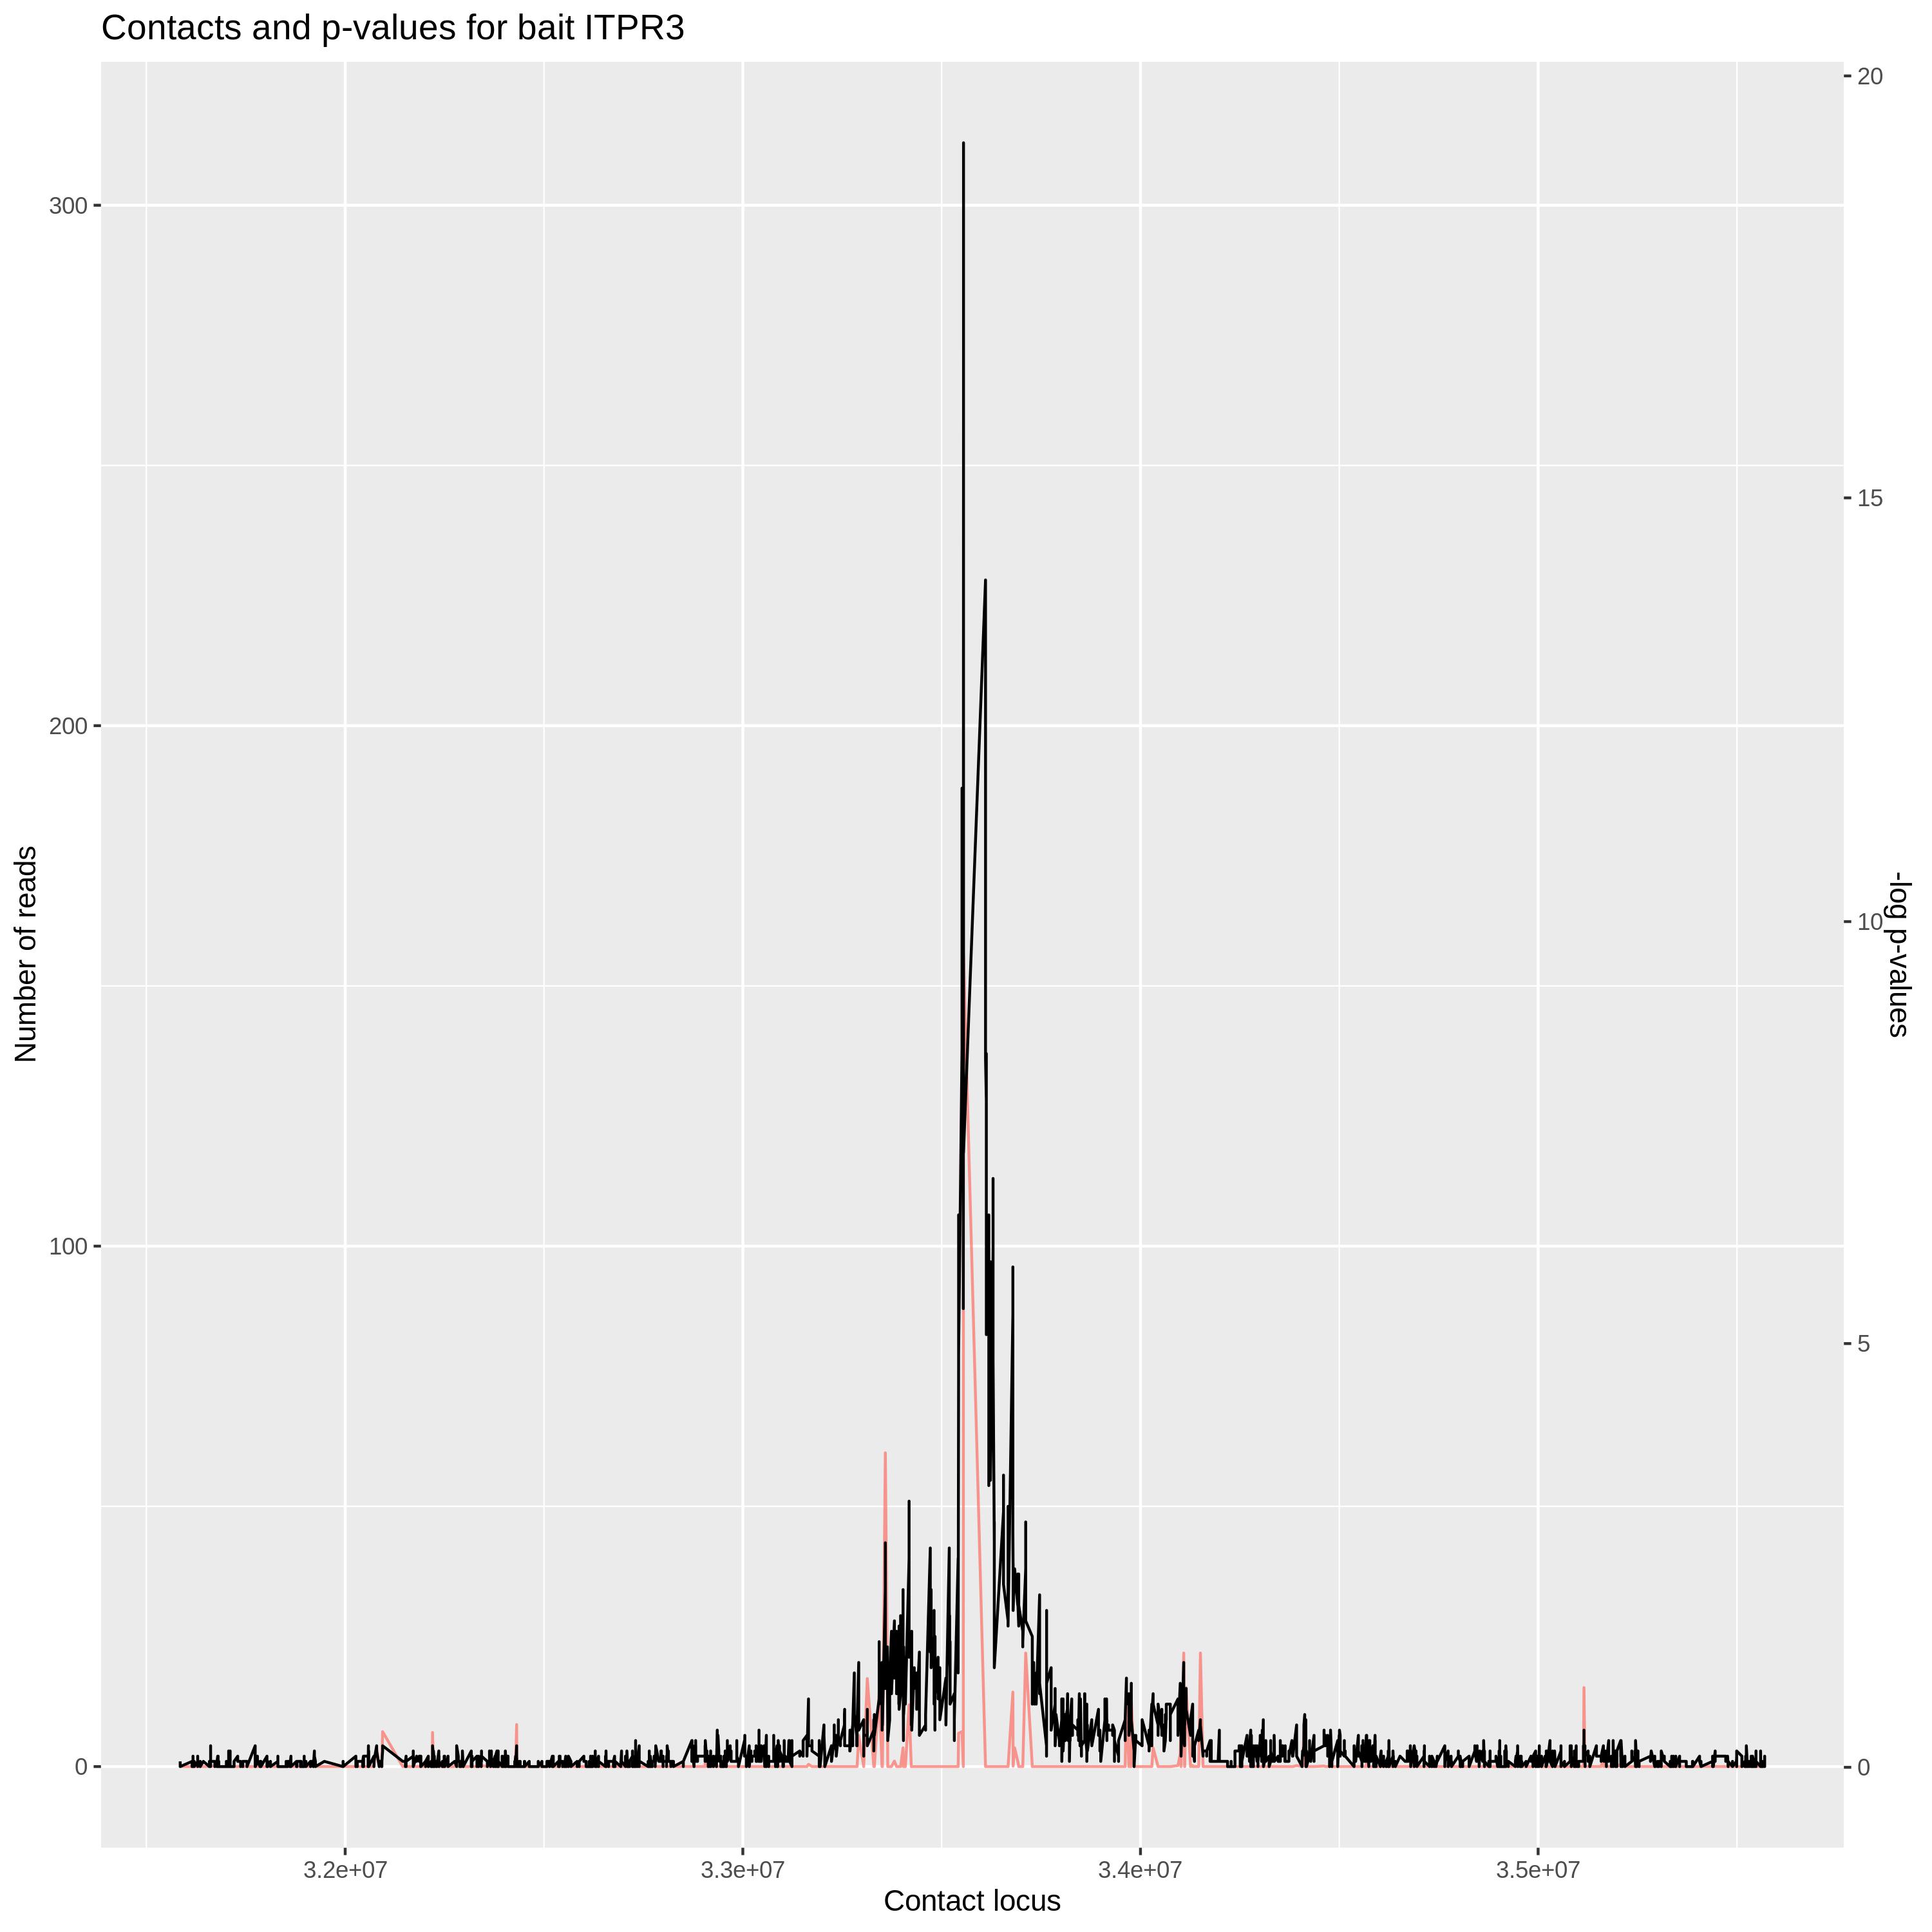 Contacts and p-values for bait ITPR3
Number of reads
300
200
100
0
20
15
10
5
0
-log p-values
3.2e+07
3.3e+07
3.4e+07
3.5e+07
Contact locus